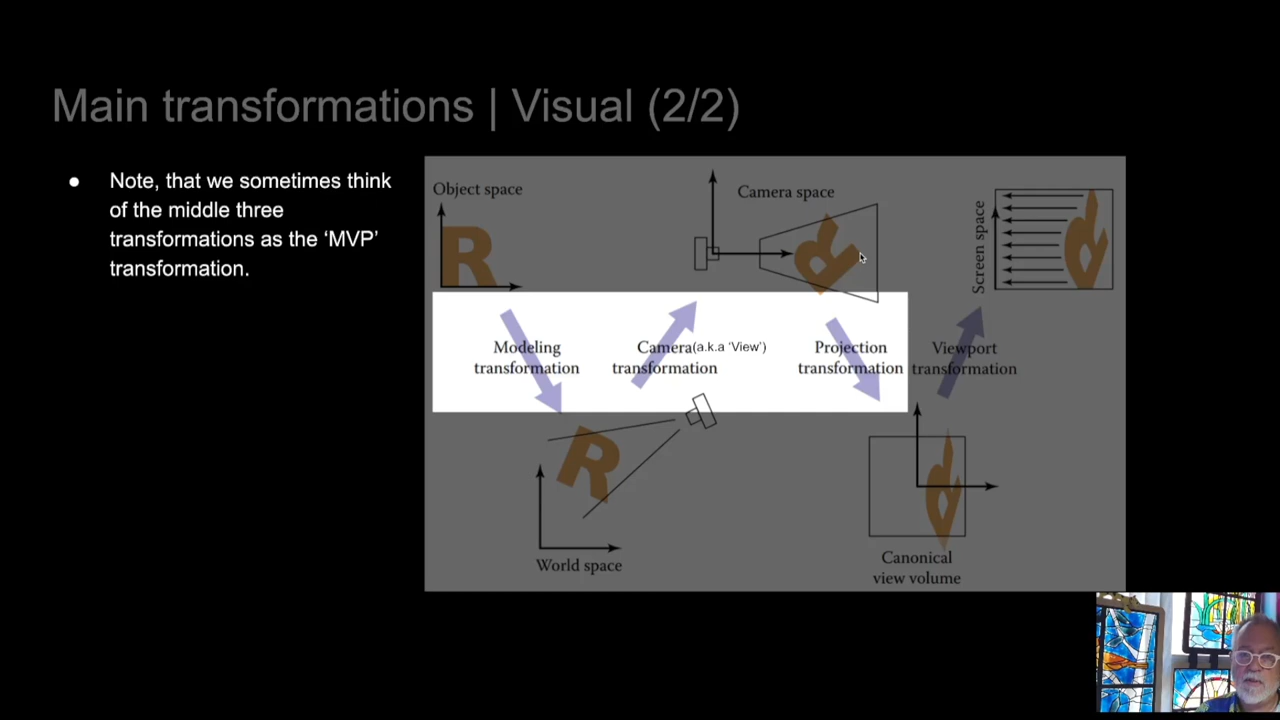 Main transformations | Visual (2/2)
● Note, that we sometimes think
of the middle three
transformations as the ‘MVP’
transformation.
Object space
R
Camera space
R
Screen space
R
Modeling
transformation
Camera(a.k.a ‘View’)
transformation
Projection
transformation
Viewport
transformation
R
World space
R
Canonical
view volume